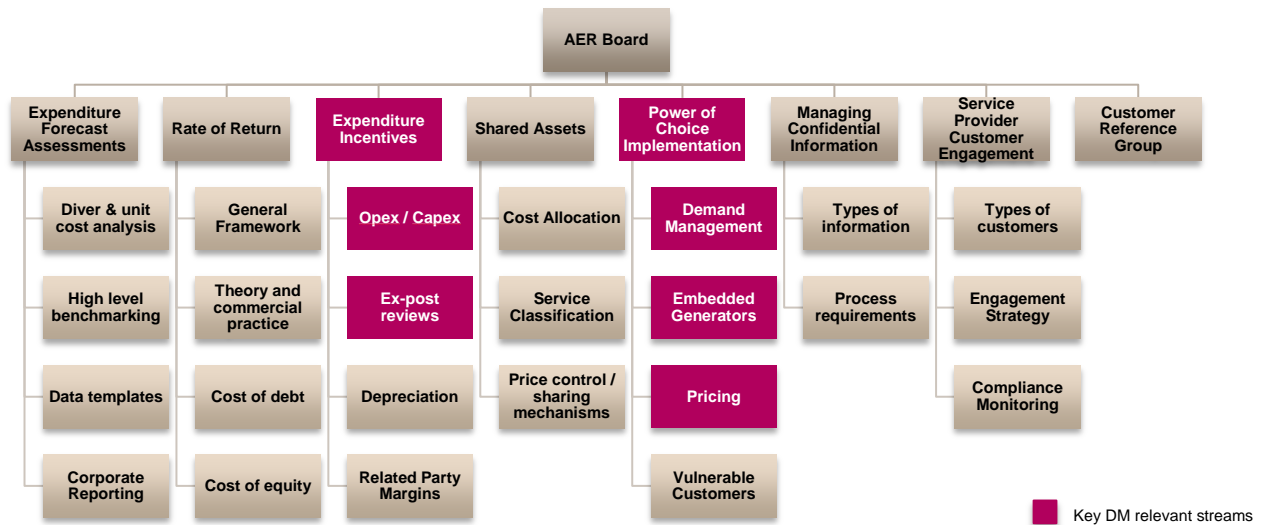 AER Board
Expenditure
Forecast
Assessments
Rate of Return
Expenditure
Incentives
Shared Assets
Power of
Choice
Implementation
Managing
Confidential
Information
Service
Provider
Customer
Engagement
Customer
Reference
Group
Diver & unit
cost analysis
General
Framework
Opex / Capex
Cost Allocation
Demand
Management
Types of
information
Types of
customers
High level
benchmarking
Theory and
commercial
practice
Ex-post
reviews
Service
Classification
Embedded
Generators
Process
requirements
Engagement
Strategy
Data templates
Cost of debt
Depreciation
Price control /
sharing
mechanisms
Pricing
Compliance
Monitoring
Corporate
Reporting
Cost of equity
Related Party
Margins
Vulnerable
Customers
Key DM relevant streams